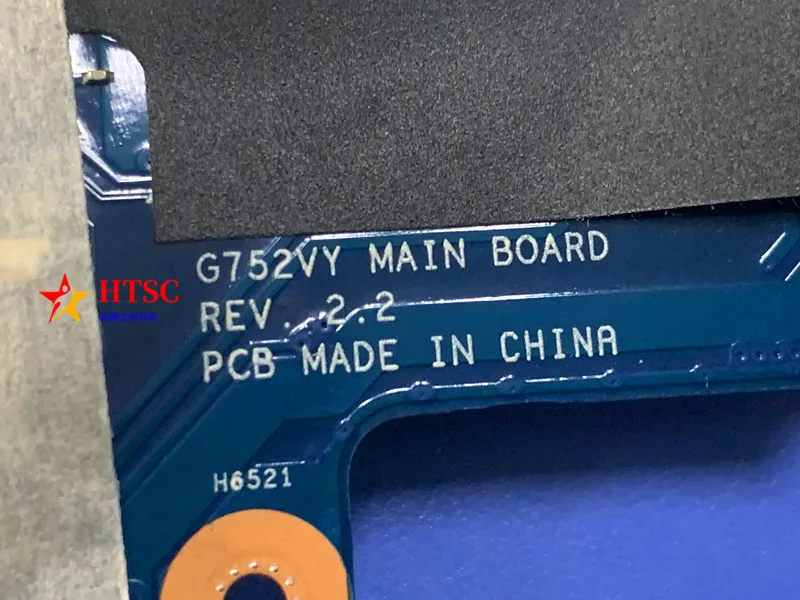 G752VY MAIN BOARD
HTSC
REV. 2.2
PCB MADE IN CHINA
H6521